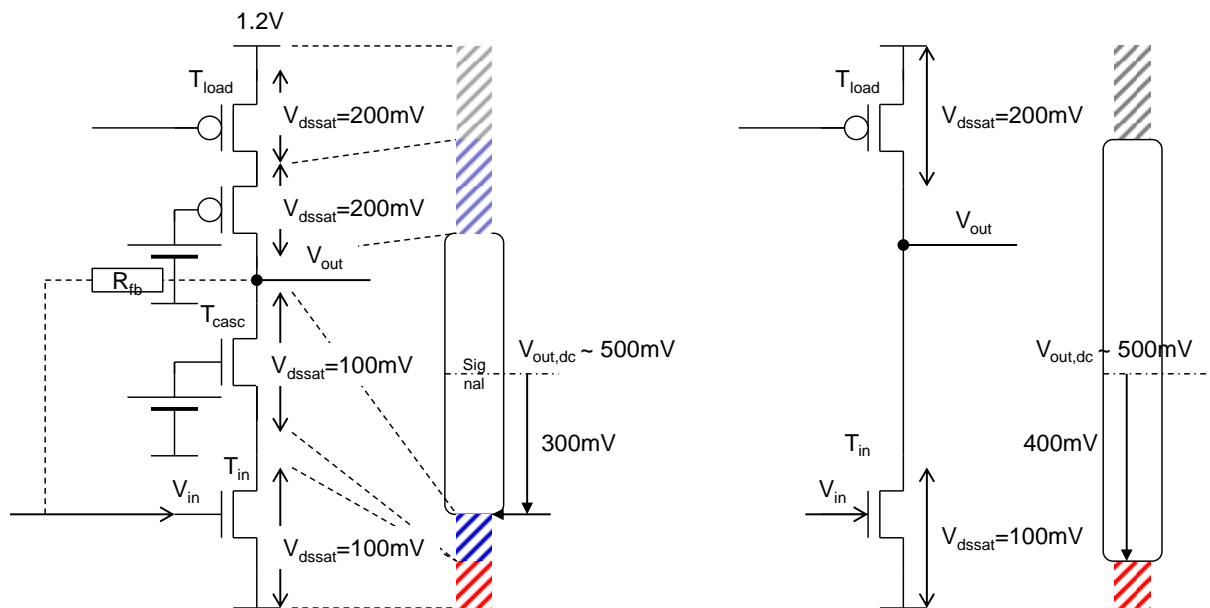 1.2V
T_load
V_dssat=200mV
V_dssat=200mV
V_out
R_fb
T_casc
V_dssat=100mV
V_out,dc ~ 500mV
Sig
nal
300mV
T_in
V_in
V_dssat=100mV
T_load
V_dssat=200mV
V_out
V_out,dc ~ 500mV
400mV
T_in
V_in
V_dssat=100mV